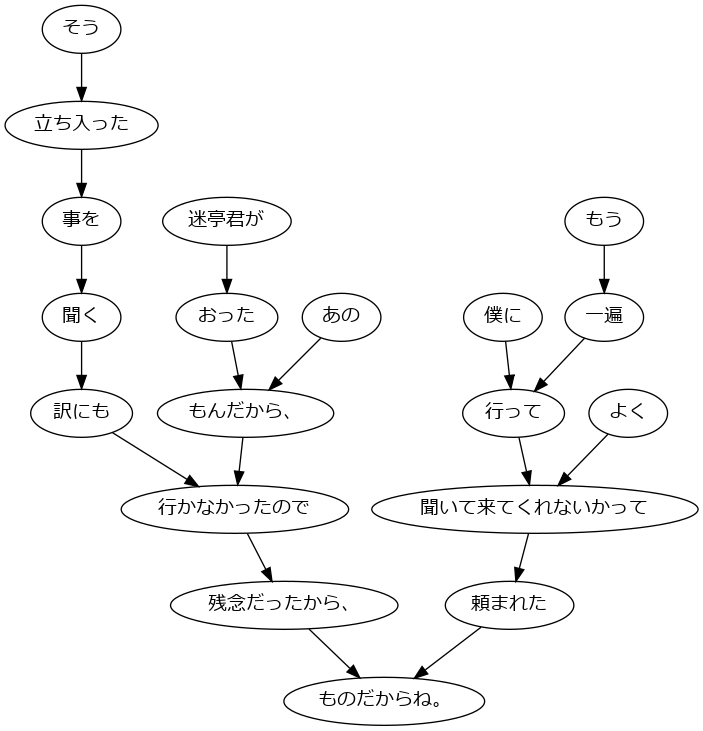 そう
立ち入った
事を
迷亭君が
もう
聞く
おった
あの
僕に
一遍
訳にも
もんだから、
行って
よく
行かなかったので
聞いて来てくれないかって
残念だったから、
頼まれた
ものだからね。